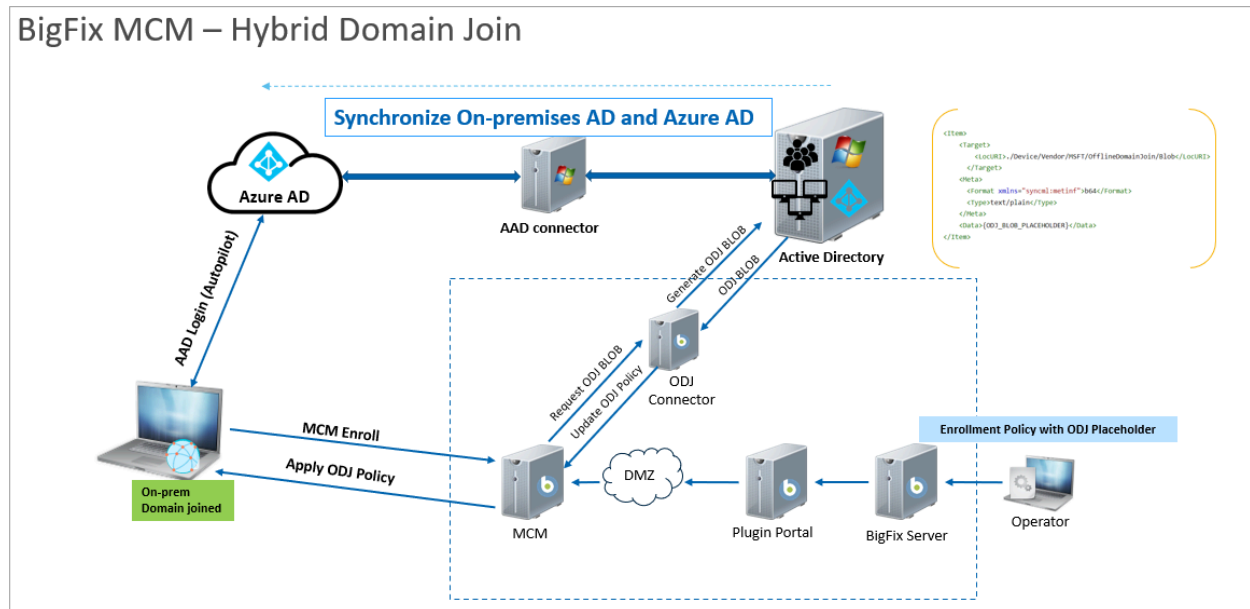 BigFix MCM – Hybrid Domain Join
Synchronize On-premises AD and Azure AD
Azure AD
AAD connector
Active Directory
<Item>
<Target>
<LocURI>./Device/Vendor/MSFT/OfflineDomainJoin/Blob</LocURI>
</Target>
<Meta>
<Format xmlns="syncml:metinf">b64</Format>
<Type>text/plain</Type>
</Meta>
<Data>{ODJ_BLOB_PLACEHOLDER}</Data>
</Item>
AAD Login (Autopilot)
Generate ODJ BLOB
ODJ BLOB
Request ODJ BLOB
Update ODJ Policy
ODJ
Connector
MCM Enroll
Apply ODJ Policy
On-prem
Domain joined
Enrollment Policy with ODJ Placeholder
DMZ
MCM
Plugin Portal
BigFix Server
Operator